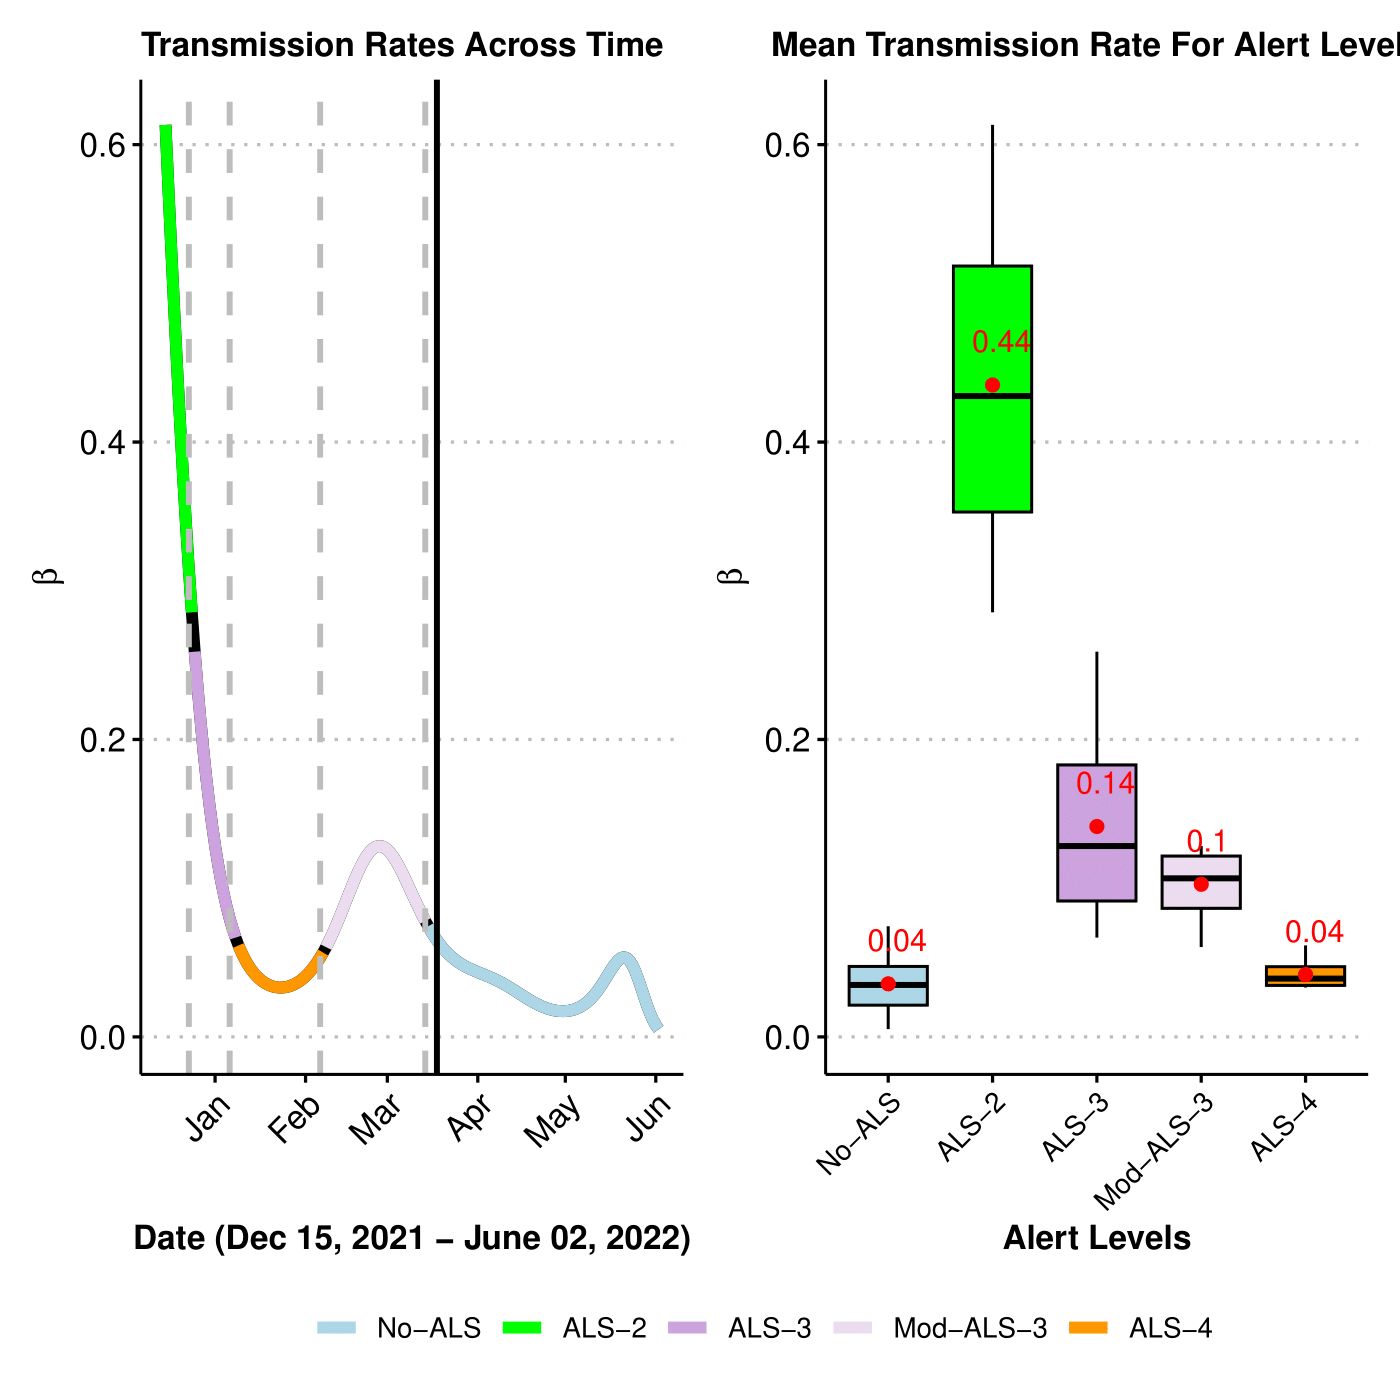 Transmission Rates Across Time
0.6
0.4
0.2
0.0
β
Jan
Feb
Mar
Apr
May
Jun
Date (Dec 15, 2021 – June 02, 2022)
Mean Transmission Rate For Alert Level
0.6
0.4
0.2
0.0
β
0.04
0.44
0.14
0.1
0.04
No−ALS
ALS−2
ALS−3
Mod−ALS−3
ALS−4
Alert Levels
No−ALS ALS−2 ALS−3 Mod−ALS−3 ALS−4